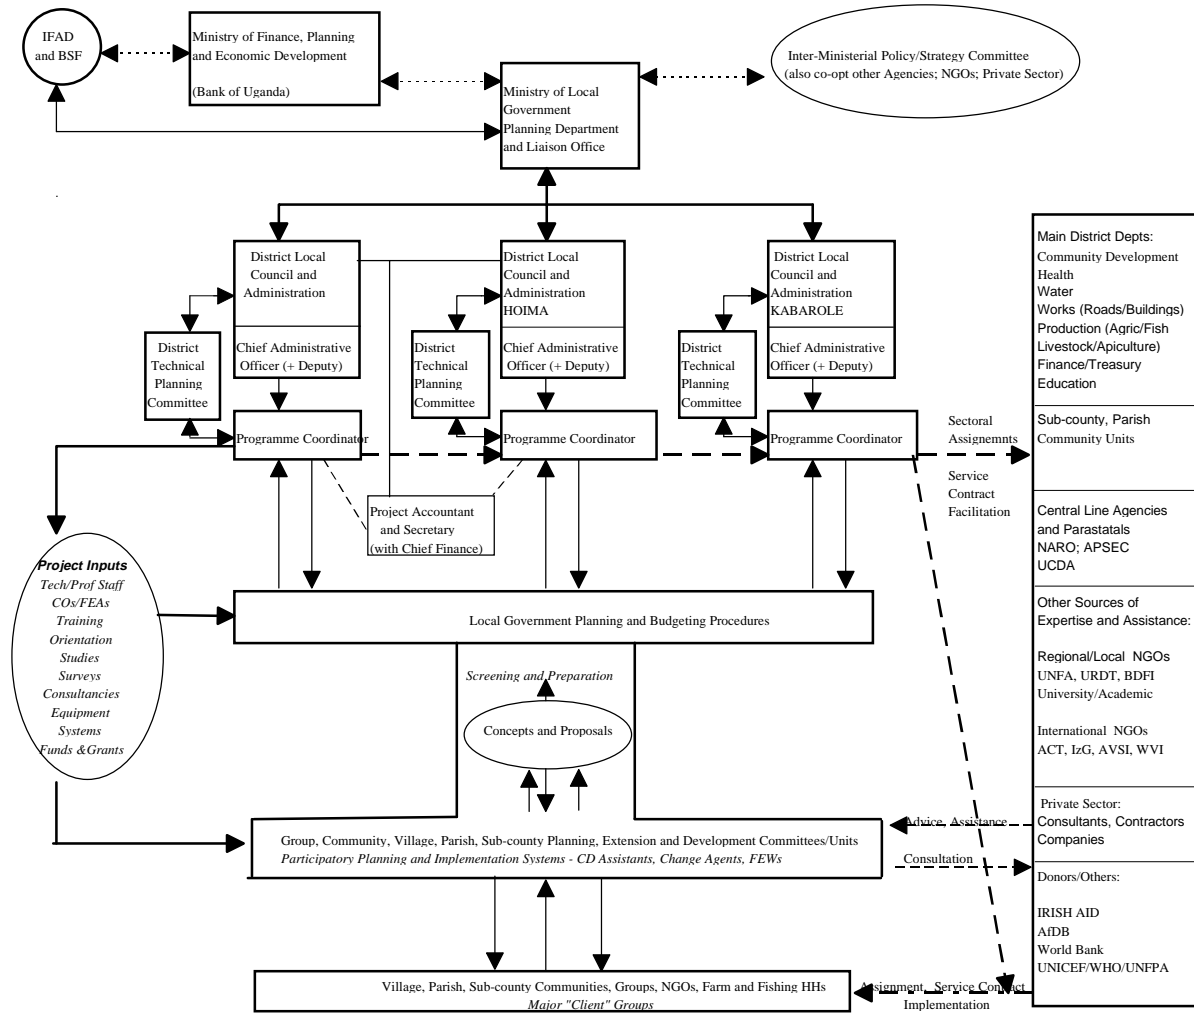 IFAD
and BSF
Ministry of Finance, Planning
and Economic Development
(Bank of Uganda)
Inter-Ministerial Policy/Strategy Committee
(also co-opt other Agencies; NGOs; Private Sector)
Ministry of Local
Government
Planning Department
and Liaison Office
District Local
Council and
Administration
Chief Administrative
Officer (+ Deputy)
District
Technical
Planning
Committee
Programme Coordinator
District Local
Council and
Administration
HOIMA
Chief Administrative
Officer (+ Deputy)
District
Technical
Planning
Committee
Programme Coordinator
District Local
Council and
Administration
KABAROLE
Chief Administrative
Officer (+ Deputy)
District
Technical
Planning
Committee
Programme Coordinator
Sectoral
Assignemnts
Service
Contract
Facilitation
Project Accountant
and Secretary
(with Chief Finance)
Project Inputs
Tech/Prof Staff
COs/FEAs
Training
Orientation
Studies
Surveys
Consultancies
Equipment
Systems
Funds &Grants
Local Government Planning and Budgeting Procedures
Screening and Preparation
Concepts and Proposals
Group, Community, Village, Parish, Sub-county Planning, Extension and Development Committees/Units
Participatory Planning and Implementation Systems - CD Assistants, Change Agents, FEWs
Advice, Assistance
Consultation
Village, Parish, Sub-county Communities, Groups, NGOs, Farm and Fishing HHs
Major "Client" Groups
Assignment, Service Contract
Implementation
Main District Depts:
Community Development
Health
Water
Works (Roads/Buildings)
Production (Agric/Fish
Livestock/Apiculture)
Finance/Treasury
Education
Sub-county, Parish
Community Units
Central Line Agencies
and Parastatals
NARO; APSEC
UCDA
Other Sources of
Expertise and Assistance:
Regional/Local NGOs
UNFA, URDT, BDFI
University/Academic
International NGOs
ACT, IzG, AVSI, WVI
Private Sector:
Consultants, Contractors
Companies
Donors/Others:
IRISH AID
AfDB
World Bank
UNICEF/WHO/UNFPA